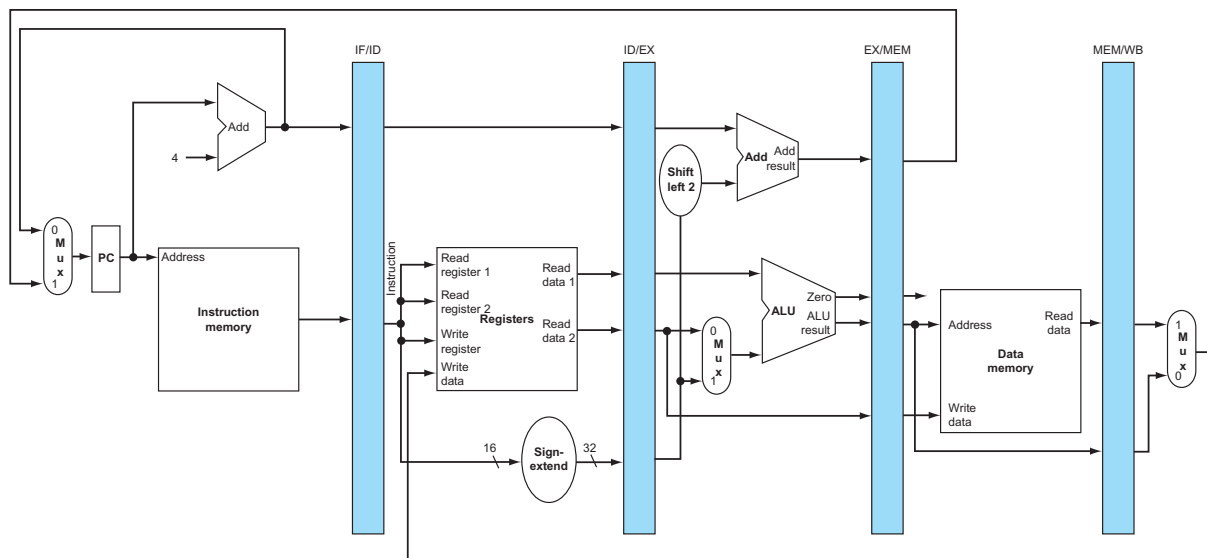 IF/ID
ID/EX
EX/MEM
MEM/WB
Add
4
Shift
left 2
Add
Add
result
0
M
u
x
1
PC
Address
Instruction
memory
Instruction
Read
register 1
Read
register 2
Write
register
Write
data
Registers
Read
data 1
Read
data 2
16
Sign-
extend
32
0
M
u
x
1
Zero
ALU
ALU
result
Address
Read
data
Data
memory
Write
data
1
M
u
x
0